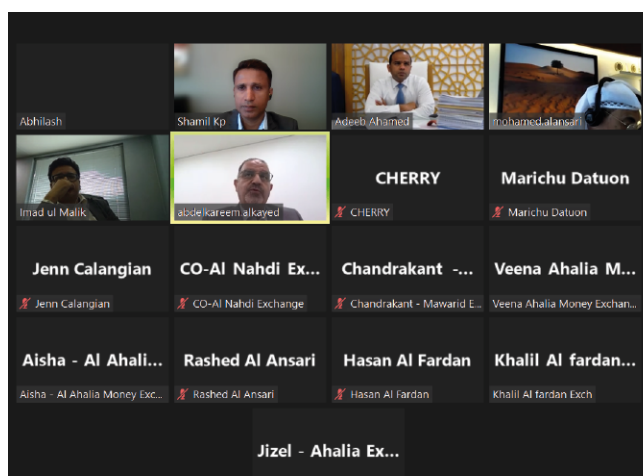 Abhilash
Shamil Kp
Adeeb Ahamed
mohamed.alansari
Imad ul Malik
abdelkareem.alkayed
CHERRY
CHERRY
Marichu Datuon
Marichu Datuon
Jenn Calangian
Jenn Calangian
CO-Al Nahdi Ex...
CO-Al Nahdi Exchange
Chandrakant -...
Chandrakant - Mawarid E...
Veena Ahalia M...
Veena Ahalia Money Exchan...
Aisha - Al Ahali...
Aisha - Al Ahalia Money Exc...
Rashed Al Ansari
Rashed Al Ansari
Hasan Al Fardan
Hasan Al Fardan
Khalil Al fardan...
Khalil Al fardan Exch
Jizel - Ahalia Ex...